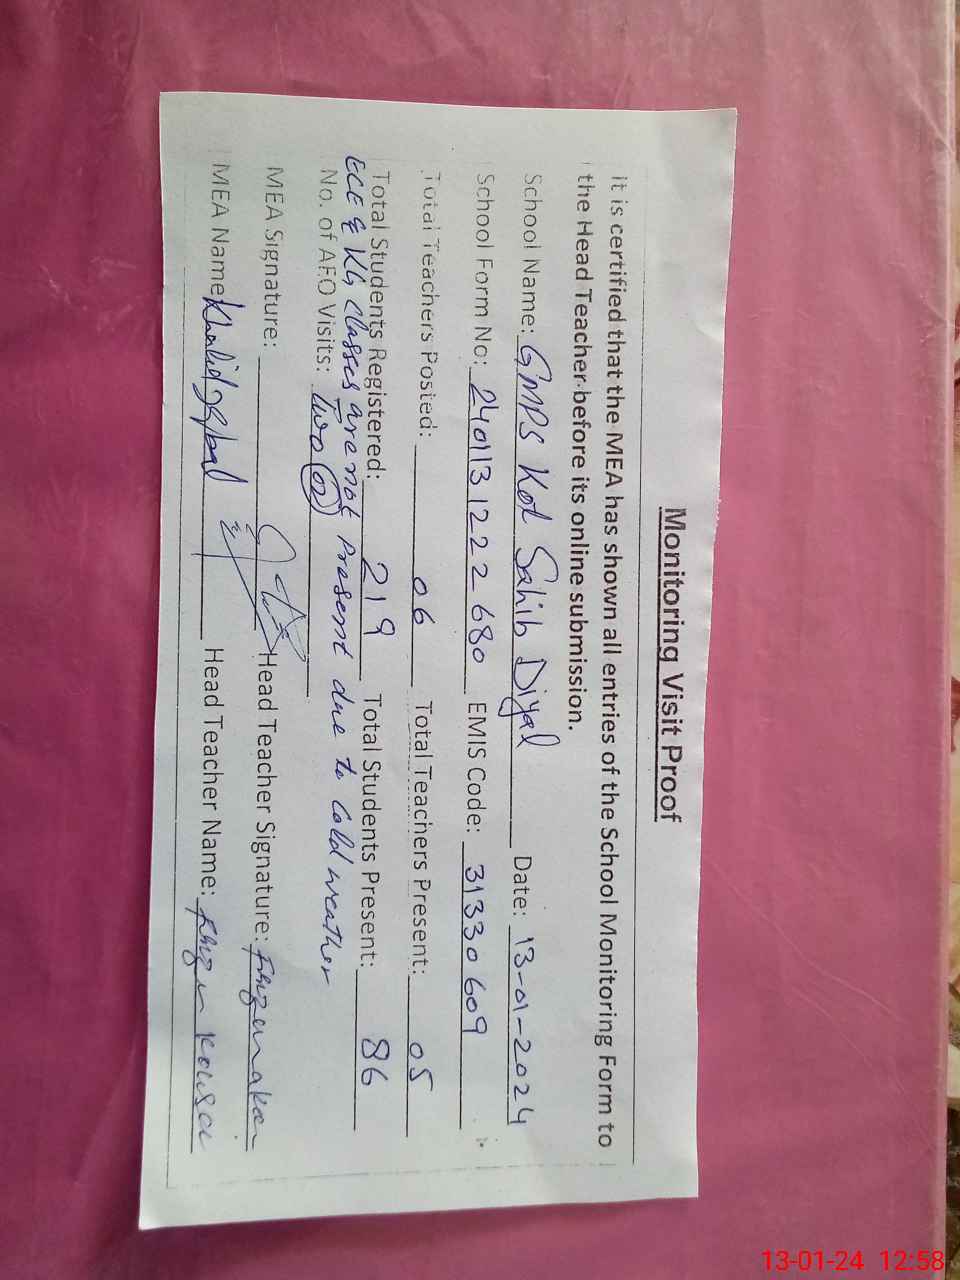 Monitoring Visit Proof
it is certified that the MEA has shown all entries of the School Monitoring Form to
the Head Teacher before its online submission.
School Name: GMPS Kot Sahib Diyal Date: 13-01-2024
School Form No: 2401131222680 EMIS Code: 31330609
Total Teachers Posted: 06 Total Teachers Present: 05
Total Students Registered: 219 Total Students Present: 86
ECE & KG Classes are not Present due to Cold weather
No. of AEO Visits: Two (02)
MEA Signature: Head Teacher Signature:
MEA Name: Khalid Iqbal Head Teacher Name:
13-01-24 12:58